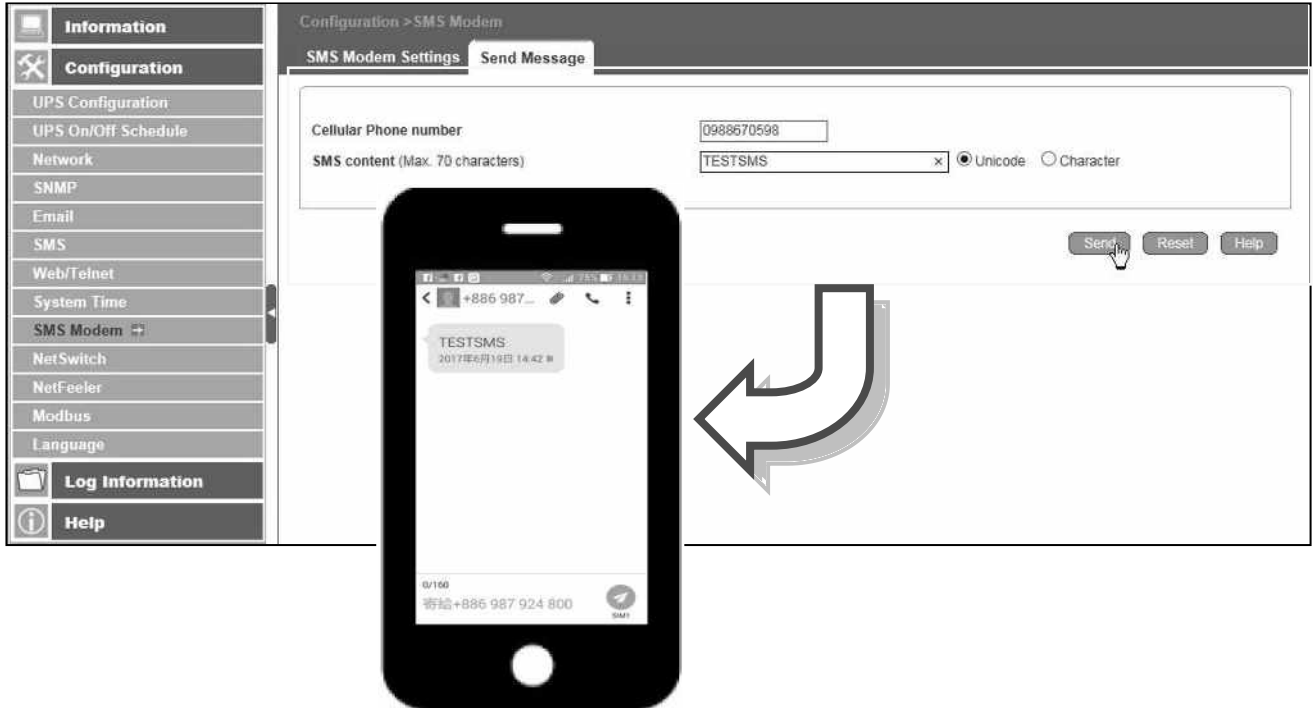 Information
Configuration
UPS Configuration
UPS On/Off Schedule
Network
SNMP
Email
SMS
Web/Telnet
System Time
SMS Modem
NetSwitch
NetFeeler
Modbus
Language
Log Information
Help
Configuration >SMS Modem
SMS Modem Settings Send Message
Cellular Phone number 0988670598
SMS content (Max. 70 characters) TESTSMS × Unicode Character
Send Reset Help
+886 987...
TESTSMS
2017年6月19日 14:42
0/160
寄給+886 987 924 800
SIM1